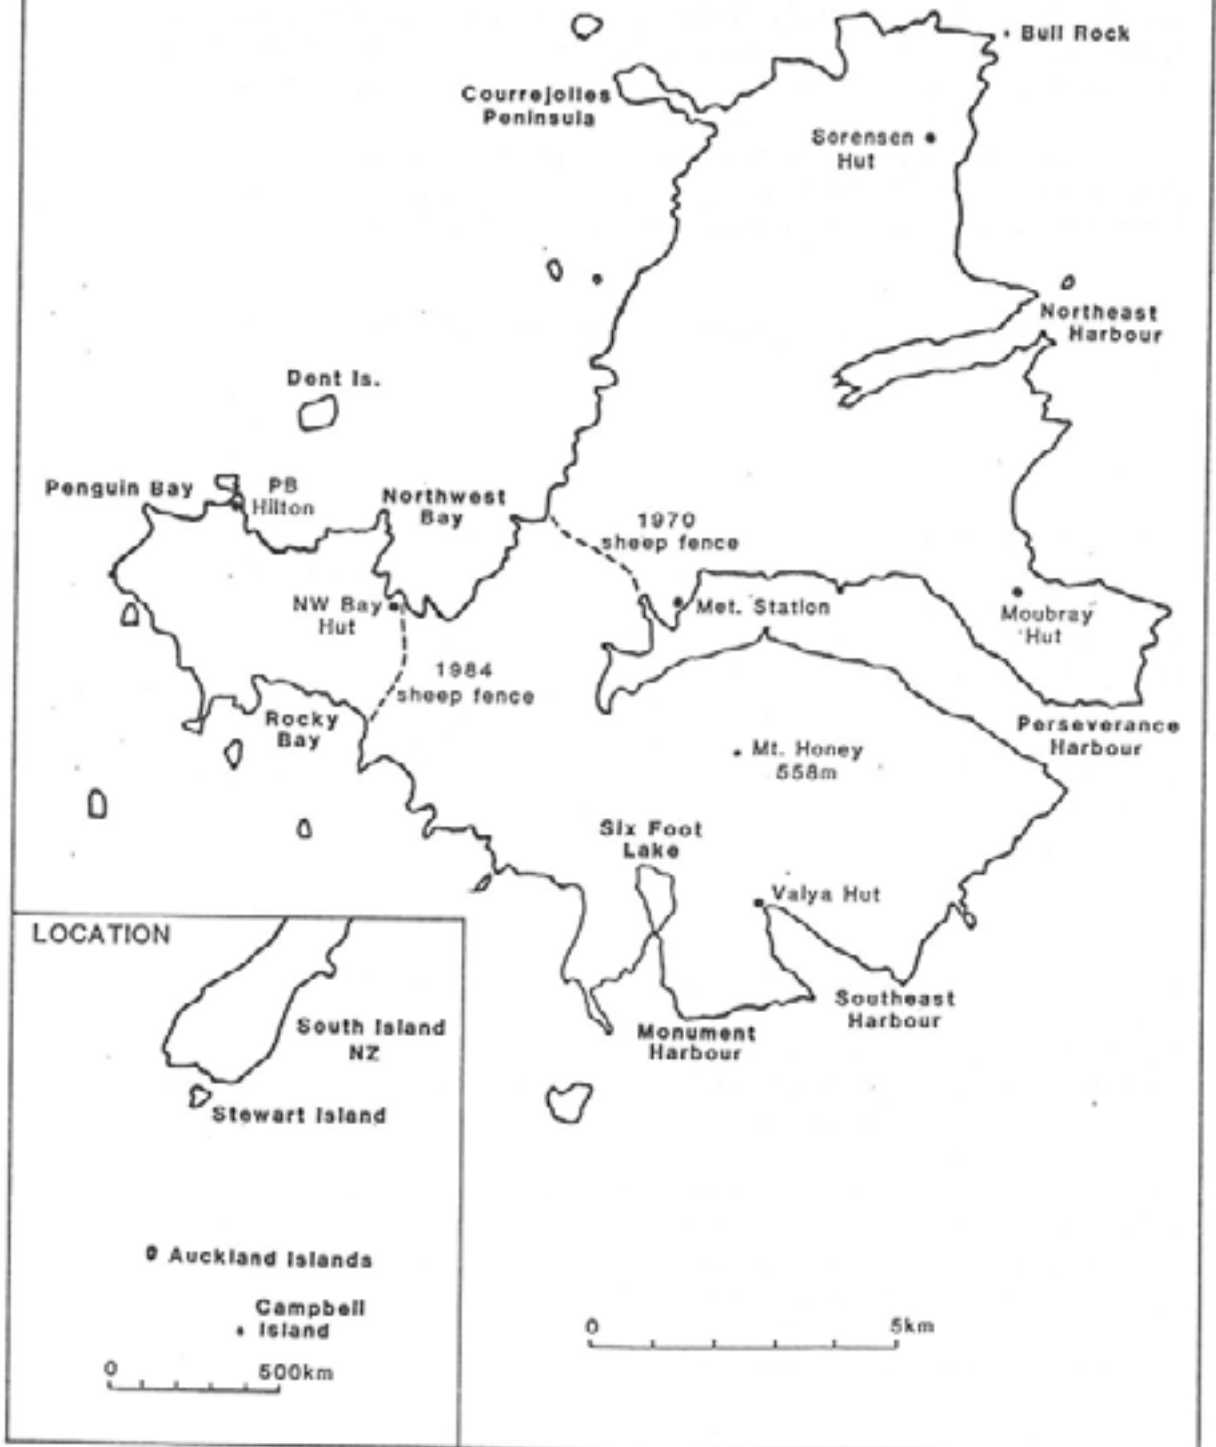 Bull Rock
Courrejolles
Peninsula
Sorensen
Hut
Northeast
Harbour
Dent Is.
Penguin Bay
PB
Hilton
Northwest
Bay
1970
sheep fence
NW Bay
Hut
Met. Station
Moubray
Hut
1984
sheep fence
Rocky
Bay
Perseverance
Harbour
Mt. Honey
558m
Six Foot
Lake
Valya Hut
LOCATION
South Island
NZ
Southeast
Harbour
Monument
Harbour
Stewart Island
Auckland Islands
Campbell
Island
0 500km
0 5km